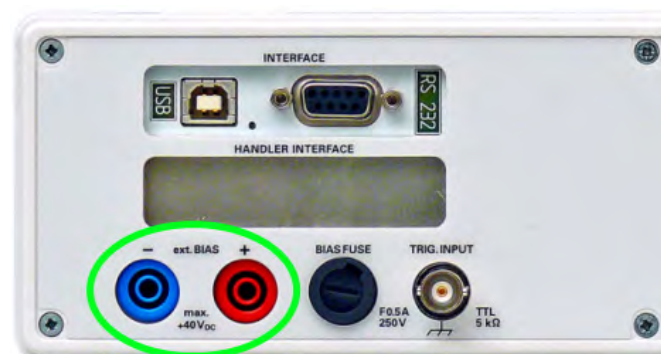 INTERFACE
USB
RS 232
HANDLER INTERFACE
− ext. BIAS +
max.
+40VDC
BIAS FUSE
F0.5A
250V
TRIG. INPUT
TTL
5 kΩ